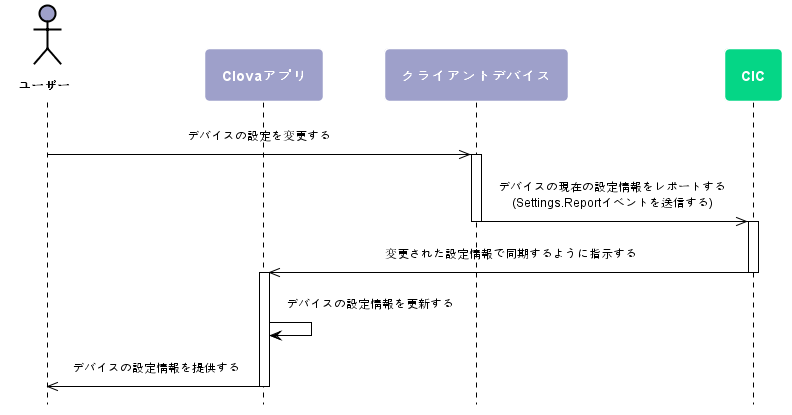 ユーザー
Clovaアプリ
クライアントデバイス
CIC
デバイスの設定を変更する
デバイスの現在の設定情報をレポートする
(Settings.Reportイベントを送信する)
変更された設定情報で同期するように指示する
デバイスの設定情報を更新する
デバイスの設定情報を提供する